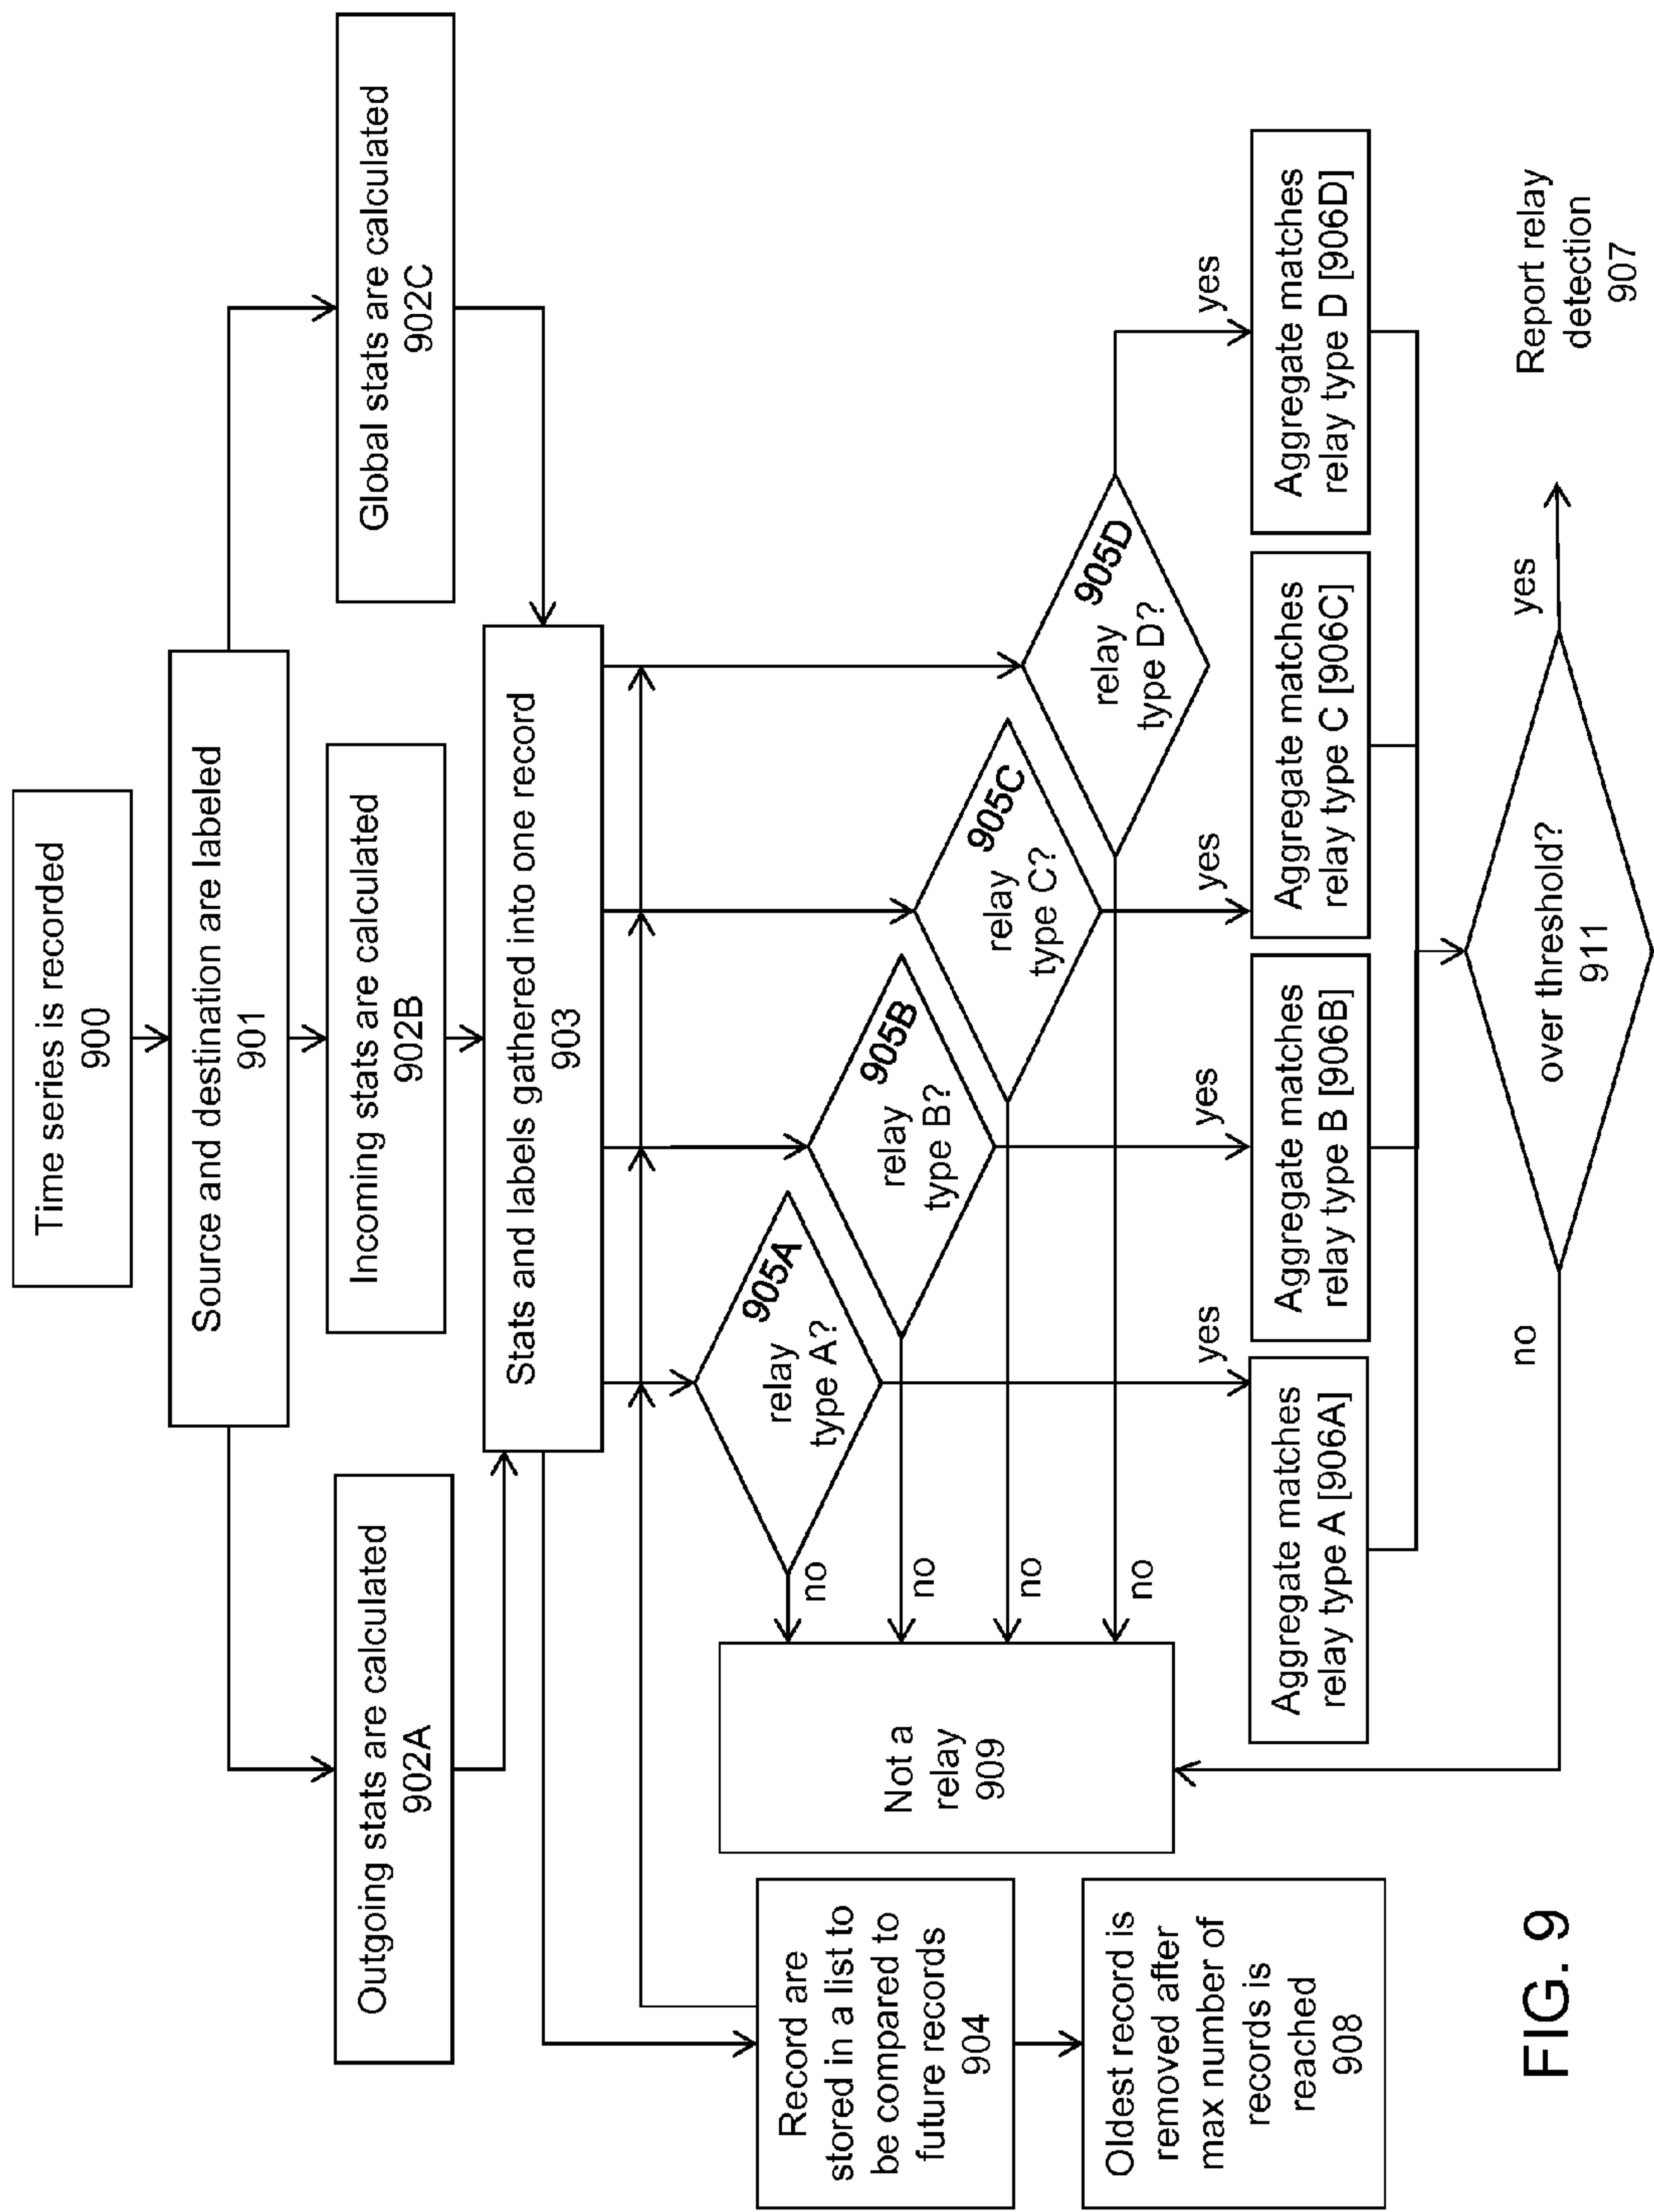 Time series is recorded
900
Source and destination are labeled
901
Outgoing stats are calculated
902A
Incoming stats are calculated
902B
Global stats are calculated
902C
Stats and labels gathered into one record
903
Record are
stored in a list to
be compared to
future records
904
Oldest record is
removed after
max number of
records is
reached
908
Not a
relay
909
905A
relay
type A?
no
905B
relay
type B?
no
905C
relay
type C?
no
905D
relay
type D?
no
yes
yes
yes
yes
Aggregate matches
relay type A [906A]
Aggregate matches
relay type B [906B]
Aggregate matches
relay type C [906C]
Aggregate matches
relay type D [906D]
no
over threshold?
911
yes
Report relay
detection
907
FIG. 9